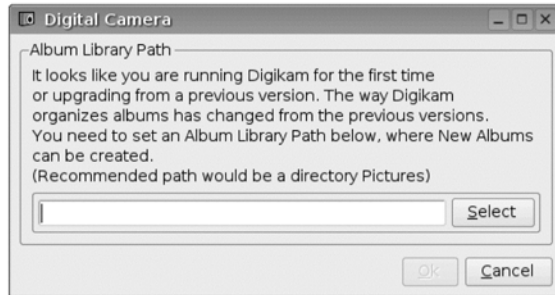 Digital Camera
Album Library Path
It looks like you are running Digikam for the first time
or upgrading from a previous version. The way Digikam
organizes albums has changed from the previous versions.
You need to set an Album Library Path below, where New Albums
can be created.
(Recommended path would be a directory Pictures)
Select
Ok
Cancel